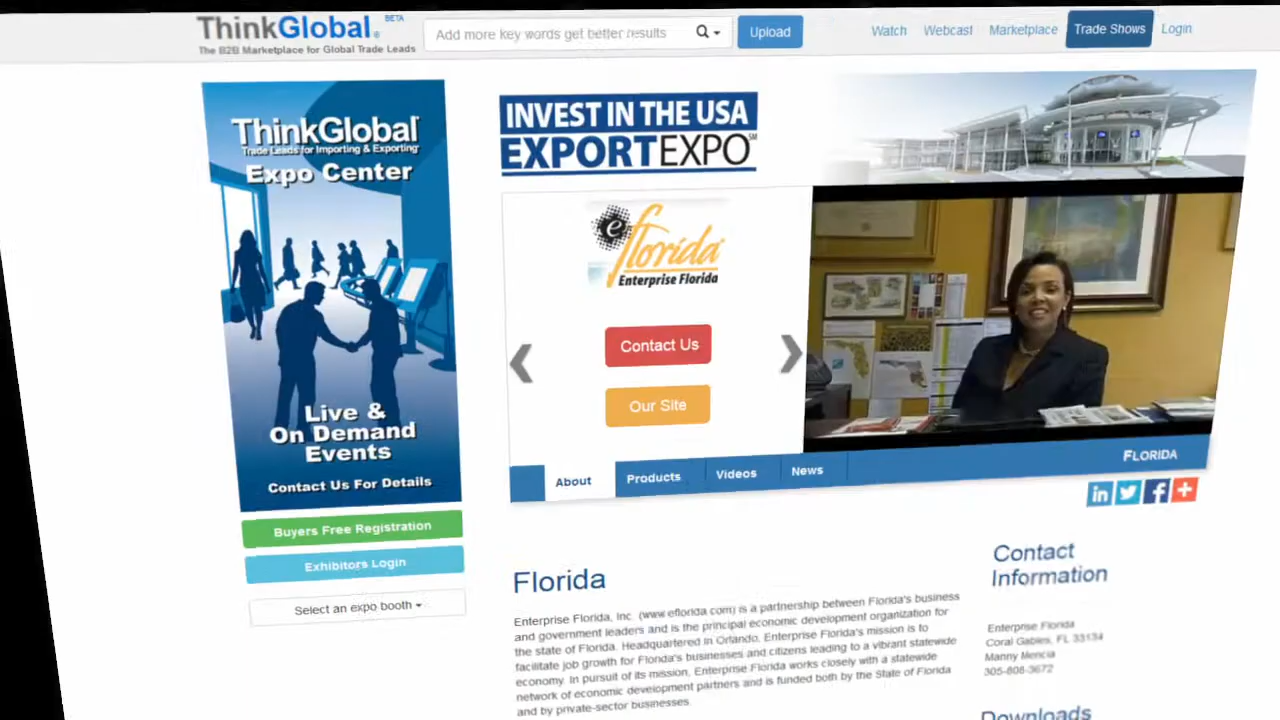 ThinkGlobal® BETA
The B2B Marketplace for Global Trade Leads
Add more key words get better results
Upload
Watch
Webcast
Marketplace
Trade Shows
Login
ThinkGlobal
Trade Leads for Importing & Exporting
Expo Center
Live &
On Demand
Events
Contact Us For Details
Buyers Free Registration
Exhibitors Login
Select an expo booth
INVEST IN THE USA
EXPORTEXPO℠
eflorida
Enterprise Florida
Contact Us
Our Site
About
Products
Videos
News
FLORIDA
in
f
Florida
Enterprise Florida, Inc. (www.eflorida.com) is a partnership between Florida's business
and government leaders and is the principal economic development organization for
the state of Florida. Headquartered in Orlando, Enterprise Florida's mission is to
facilitate job growth for Florida's businesses and citizens leading to a vibrant statewide
economy. In pursuit of its mission, Enterprise Florida works closely with a statewide
network of economic development partners and is funded both by the State of Florida
and by private-sector businesses.
Contact
Information
Enterprise Florida
Coral Gables, FL 33134
Manny Mencia
305-808-3672
Downloads